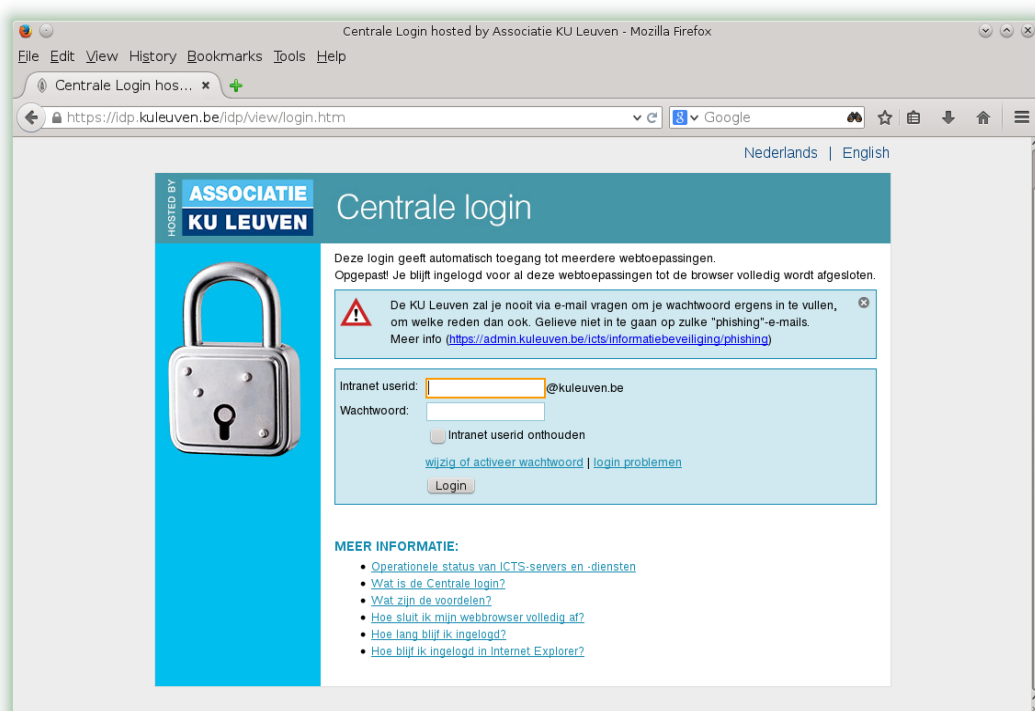 Centrale Login hosted by Associatie KU Leuven - Mozilla Firefox
File Edit View History Bookmarks Tools Help
Centrale Login hos...
https://idp.kuleuven.be/idp/view/login.htm
8 Google
Nederlands | English
HOSTED BY
ASSOCIATIE
KU LEUVEN
Centrale login
Deze login geeft automatisch toegang tot meerdere webtoepassingen.
Opgepast! Je blijft ingelogd voor al deze webtoepassingen tot de browser volledig wordt afgesloten.
De KU Leuven zal je nooit via e-mail vragen om je wachtwoord ergens in te vullen,
om welke reden dan ook. Gelieve niet in te gaan op zulke "phishing"-e-mails.
Meer info (https://admin.kuleuven.be/icts/informatiebeveiliging/phishing)
Intranet userid: @kuleuven.be
Wachtwoord:
Intranet userid onthouden
wijzig of activeer wachtwoord | login problemen
Login
MEER INFORMATIE:
Operationele status van ICTS-servers en -diensten
Wat is de Centrale login?
Wat zijn de voordelen?
Hoe sluit ik mijn webbrowser volledig af?
Hoe lang blijf ik ingelogd?
Hoe blijf ik ingelogd in Internet Explorer?